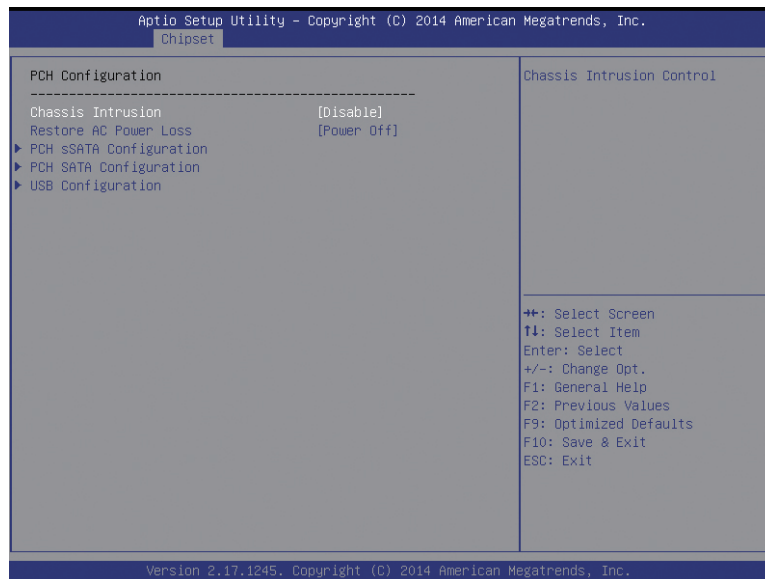 Aptio Setup Utility – Copyright (C) 2014 American Megatrends, Inc.
Chipset
PCH Configuration
------------------------------------------------
Chassis Intrusion [Disable]
Restore AC Power Loss [Power Off]
PCH sSATA Configuration
PCH SATA Configuration
USB Configuration
Chassis Intrusion Control
→←: Select Screen
↑↓: Select Item
Enter: Select
+/-: Change Opt.
F1: General Help
F2: Previous Values
F9: Optimized Defaults
F10: Save & Exit
ESC: Exit
Version 2.17.1245. Copyright (C) 2014 American Megatrends, Inc.